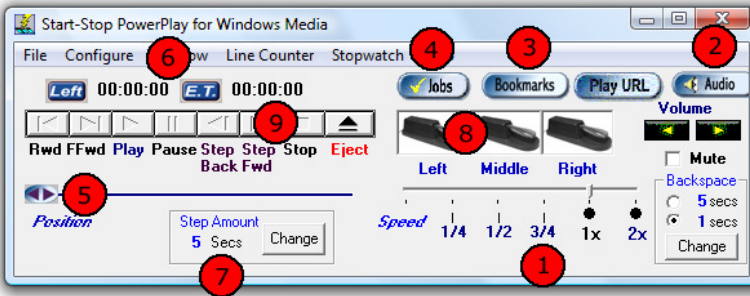 Start-Stop PowerPlay for Windows Media
File Configure ow Line Counter Stopwatch
4 3 2
6
Left 00:00:00 E.T. 00:00:00
Jobs Bookmarks Play URL Audio
Volume
9 8
Rwd FFwd Play Pause Step Back Step Fwd Stop Eject
Left Middle Right
Mute
5
Position
Step Amount
5 Secs Change
7
Speed 1/4 1/2 3/4 1x 2x
1
Backspace
5 secs
1 secs
Change